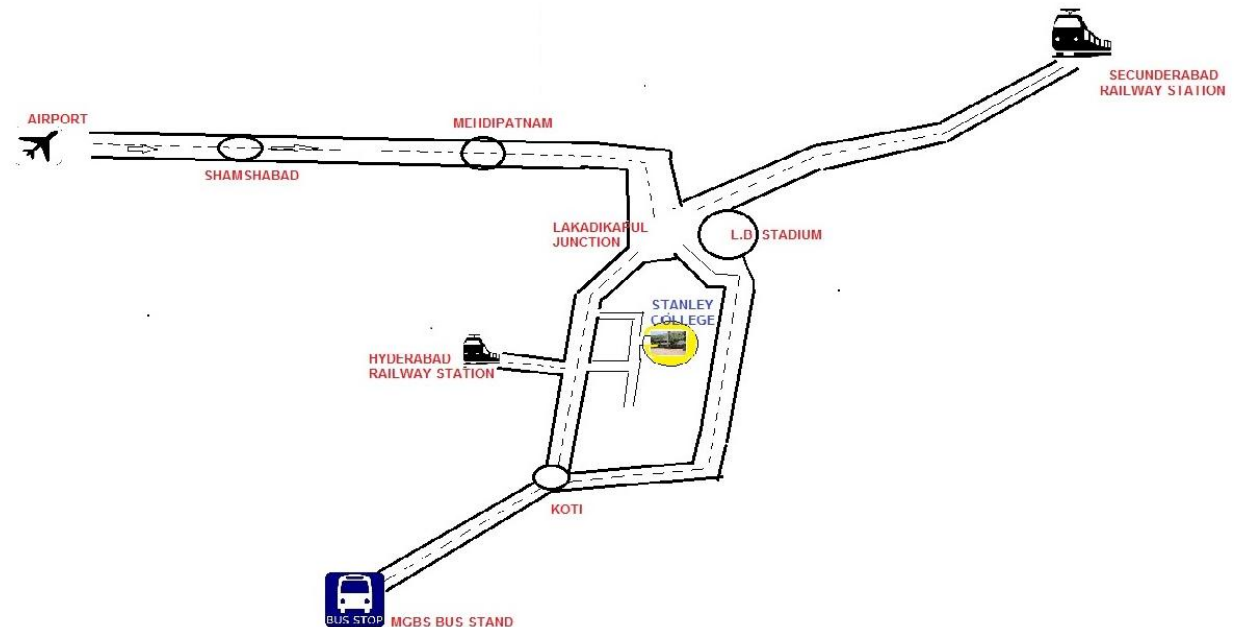 SECUNDERABAD
RAILWAY STATION
AIRPORT
MEHDIPATNAM
SHAMSHABAD
LAKADIKAPUL
JUNCTION
L.B. STADIUM
STANLEY
COLLEGE
HYDERABAD
RAILWAY STATION
KOTI
BUS STOP
MGBS BUS STAND